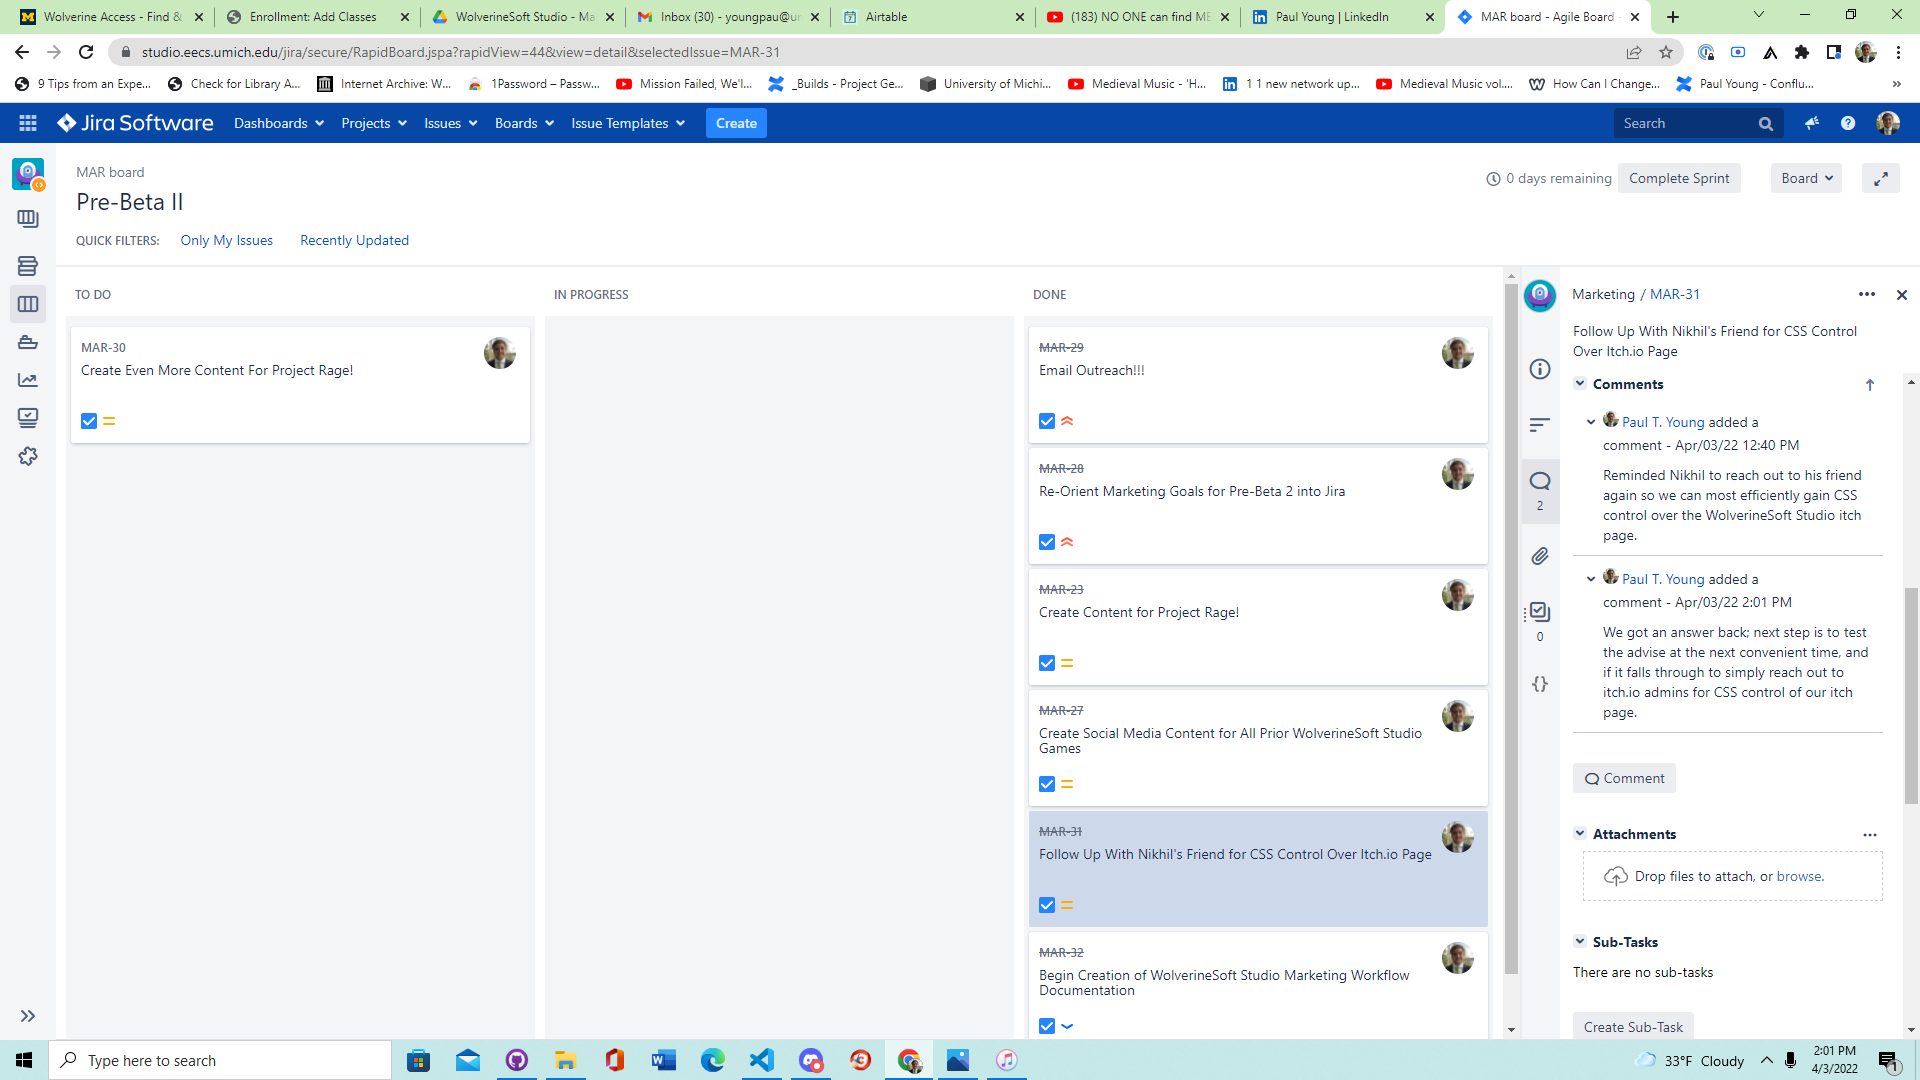 Wolverine Access - Find &
Enrollment: Add Classes
WolverineSoft Studio - Ma
Inbox (30) - youngpau@um
Airtable
(183) NO ONE can find ME
Paul Young | LinkedIn
MAR board - Agile Board -
studio.eecs.umich.edu/jira/secure/RapidBoard.jspa?rapidView=44&view=detail&selectedIssue=MAR-31
9 Tips from an Expe...
Check for Library A...
Internet Archive: W...
1Password – Passw...
Mission Failed, We'l...
_Builds - Project Ge...
University of Michi...
Medieval Music - 'H...
1 1 new network up...
Medieval Music vol....
How Can I Change...
Paul Young - Conflu...
Jira Software
Dashboards
Projects
Issues
Boards
Issue Templates
Create
Search
MAR board
Pre-Beta II
0 days remaining
Complete Sprint
Board
QUICK FILTERS:
Only My Issues
Recently Updated
TO DO
MAR-30
Create Even More Content For Project Rage!
IN PROGRESS
DONE
MAR-29
Email Outreach!!!
MAR-28
Re-Orient Marketing Goals for Pre-Beta 2 into Jira
MAR-23
Create Content for Project Rage!
MAR-27
Create Social Media Content for All Prior WolverineSoft Studio
Games
MAR-31
Follow Up With Nikhil's Friend for CSS Control Over Itch.io Page
MAR-32
Begin Creation of WolverineSoft Studio Marketing Workflow
Documentation
2
0
Marketing / MAR-31
Follow Up With Nikhil's Friend for CSS Control
Over Itch.io Page
Comments
Paul T. Young added a
comment - Apr/03/22 12:40 PM
Reminded Nikhil to reach out to his friend
again so we can most efficiently gain CSS
control over the WolverineSoft Studio itch
page.
Paul T. Young added a
comment - Apr/03/22 2:01 PM
We got an answer back; next step is to test
the advise at the next convenient time, and
if it falls through to simply reach out to
itch.io admins for CSS control of our itch
page.
Comment
Attachments
Drop files to attach, or browse.
Sub-Tasks
There are no sub-tasks
Create Sub-Task
Type here to search
33°F Cloudy
2:01 PM
4/3/2022
1